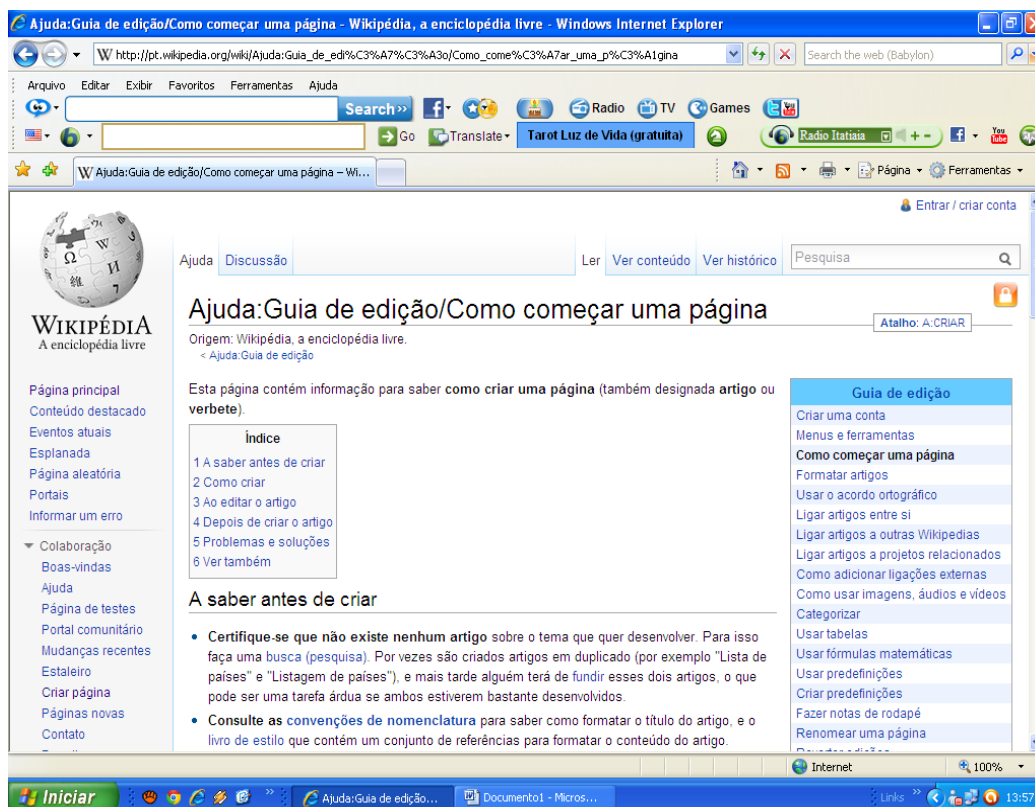 Ajuda:Guia de edição/Como começar uma página - Wikipédia, a enciclopédia livre - Windows Internet Explorer
W http://pt.wikipedia.org/wiki/Ajuda:Guia_de_edi%C3%A7%C3%A3o/Como_come%C3%A7ar_uma_p%C3%A1gina
Search the web (Babylon)
Arquivo Editar Exibir Favoritos Ferramentas Ajuda
Search Radio TV Games You Tube
Go Translate Tarot Luz de Vida (gratuita) Radio Itatiaia You Tube
W Ajuda:Guia de edição/Como começar uma página – Wi...
Página Ferramentas
Entrar / criar conta
Ajuda Discussão Ler Ver conteúdo Ver histórico Pesquisa
WIKIPÉDIA
A enciclopédia livre
Página principal
Conteúdo destacado
Eventos atuais
Esplanada
Página aleatória
Portais
Informar um erro
Colaboração
Boas-vindas
Ajuda
Página de testes
Portal comunitário
Mudanças recentes
Estaleiro
Criar página
Páginas novas
Contato
Ajuda:Guia de edição/Como começar uma página
Atalho: A:CRIAR
Origem: Wikipédia, a enciclopédia livre.
< Ajuda:Guia de edição
Esta página contém informação para saber como criar uma página (também designada artigo ou
verbete).
Índice
1 A saber antes de criar
2 Como criar
3 Ao editar o artigo
4 Depois de criar o artigo
5 Problemas e soluções
6 Ver também
A saber antes de criar
• Certifique-se que não existe nenhum artigo sobre o tema que quer desenvolver. Para isso
faça uma busca (pesquisa). Por vezes são criados artigos em duplicado (por exemplo "Lista de
países" e "Listagem de países"), e mais tarde alguém terá de fundir esses dois artigos, o que
pode ser uma tarefa árdua se ambos estiverem bastante desenvolvidos.
• Consulte as convenções de nomenclatura para saber como formatar o título do artigo, e o
livro de estilo que contém um conjunto de referências para formatar o conteúdo do artigo.
Guia de edição
Criar uma conta
Menus e ferramentas
Como começar uma página
Formatar artigos
Usar o acordo ortográfico
Ligar artigos entre si
Ligar artigos a outras Wikipedias
Ligar artigos a projetos relacionados
Como adicionar ligações externas
Como usar imagens, áudios e vídeos
Categorizar
Usar tabelas
Usar fórmulas matemáticas
Usar predefinições
Criar predefinições
Fazer notas de rodapé
Renomear uma página
Internet 100%
Iniciar Ajuda:Guia de edição... Documento1 - Micros... Links 13:57